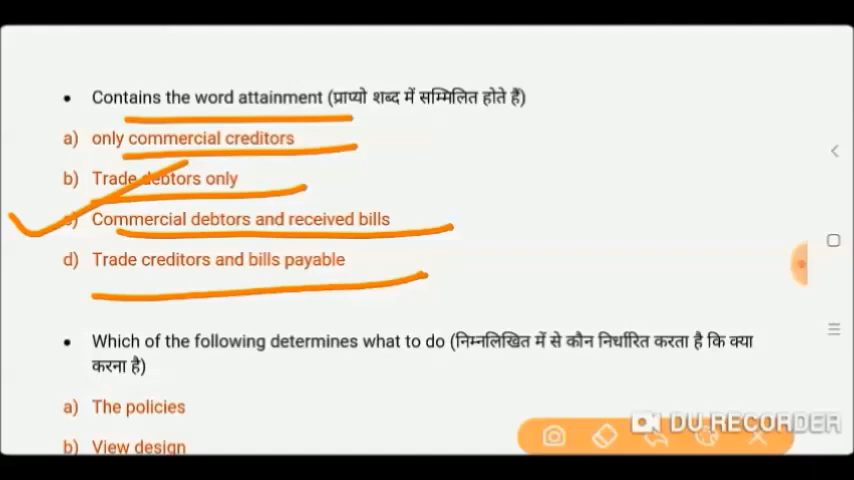 • Contains the word attainment (प्राप्यो शब्द में सम्मिलित होते हैं)
a) only commercial creditors
b) Trade debtors only
c) Commercial debtors and received bills
d) Trade creditors and bills payable
• Which of the following determines what to do (निम्नलिखित में से कौन निर्धारित करता है कि क्या
करना है)
a) The policies
DU RECORDER
b) View design